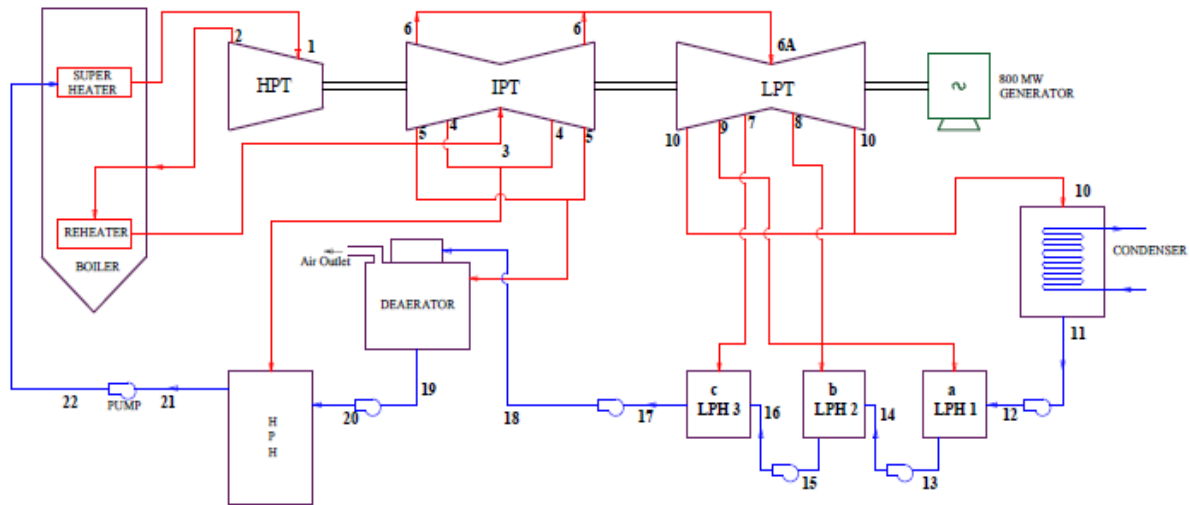 6
6
6A
2
1
SUPER
HEATER
HPT
IPT
LPT
800 MW
GENERATOR
~
5
4
3
4
5
10
9
7
8
10
10
REHEATER
BOILER
Air Outlet
DEAERATOR
CONDENSER
11
22
PUMP
21
H
P
H
20
19
18
17
c
LPH 3
16
15
b
LPH 2
14
13
a
LPH 1
12